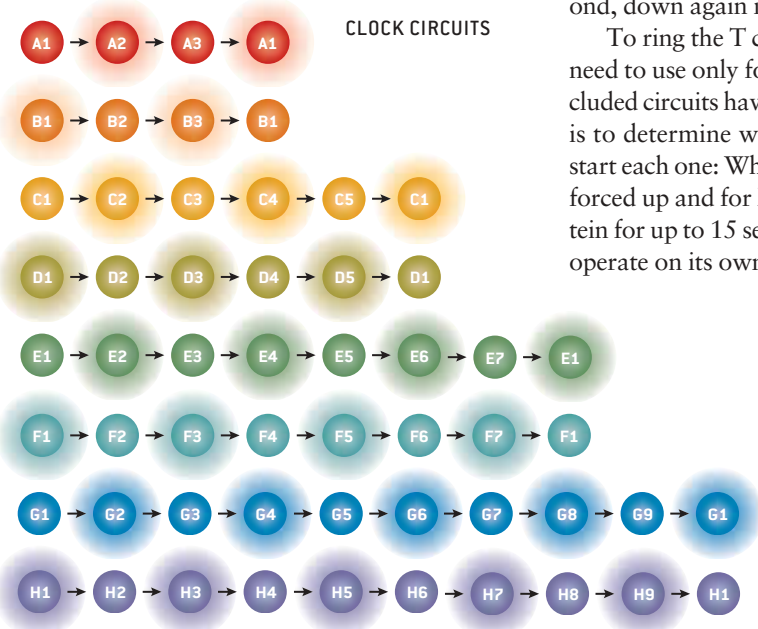 CLOCK CIRCUITS
A1 A2 A3 A1
B1 B2 B3 B1
C1 C2 C3 C4 C5 C1
D1 D2 D3 D4 D5 D1
E1 E2 E3 E4 E5 E6 E7 E1
F1 F2 F3 F4 F5 F6 F7 F1
G1 G2 G3 G4 G5 G6 G7 G8 G9 G1
H1 H2 H3 H4 H5 H6 H7 H8 H9 H1
ond, down again
To ring the T
need to use only
cluded circuits hav
is to determine
start each one:
forced up and for
tein for up to 15
operate on its own